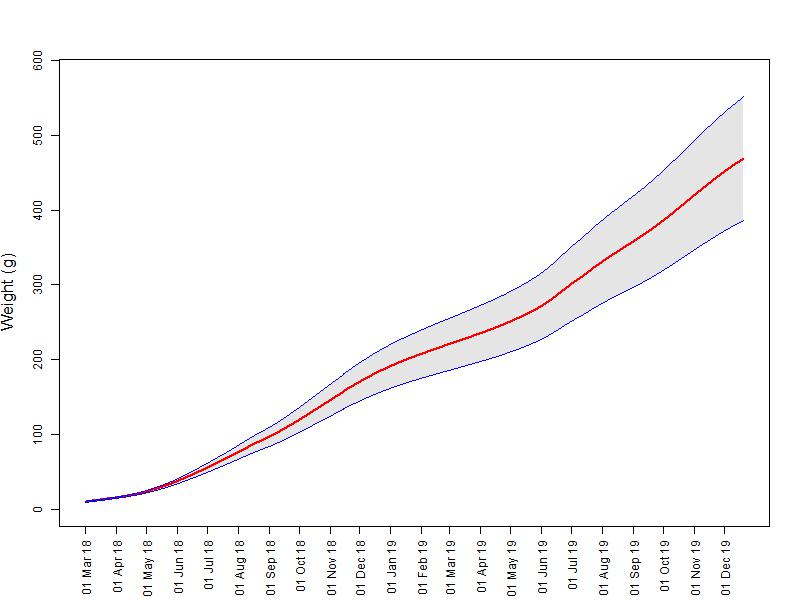 Weight (g)
600
500
400
300
200
100
0
01 Mar 18
01 Apr 18
01 May 18
01 Jun 18
01 Jul 18
01 Aug 18
01 Sep 18
01 Oct 18
01 Nov 18
01 Dec 18
01 Jan 19
01 Feb 19
01 Mar 19
01 Apr 19
01 May 19
01 Jun 19
01 Jul 19
01 Aug 19
01 Sep 19
01 Oct 19
01 Nov 19
01 Dec 19